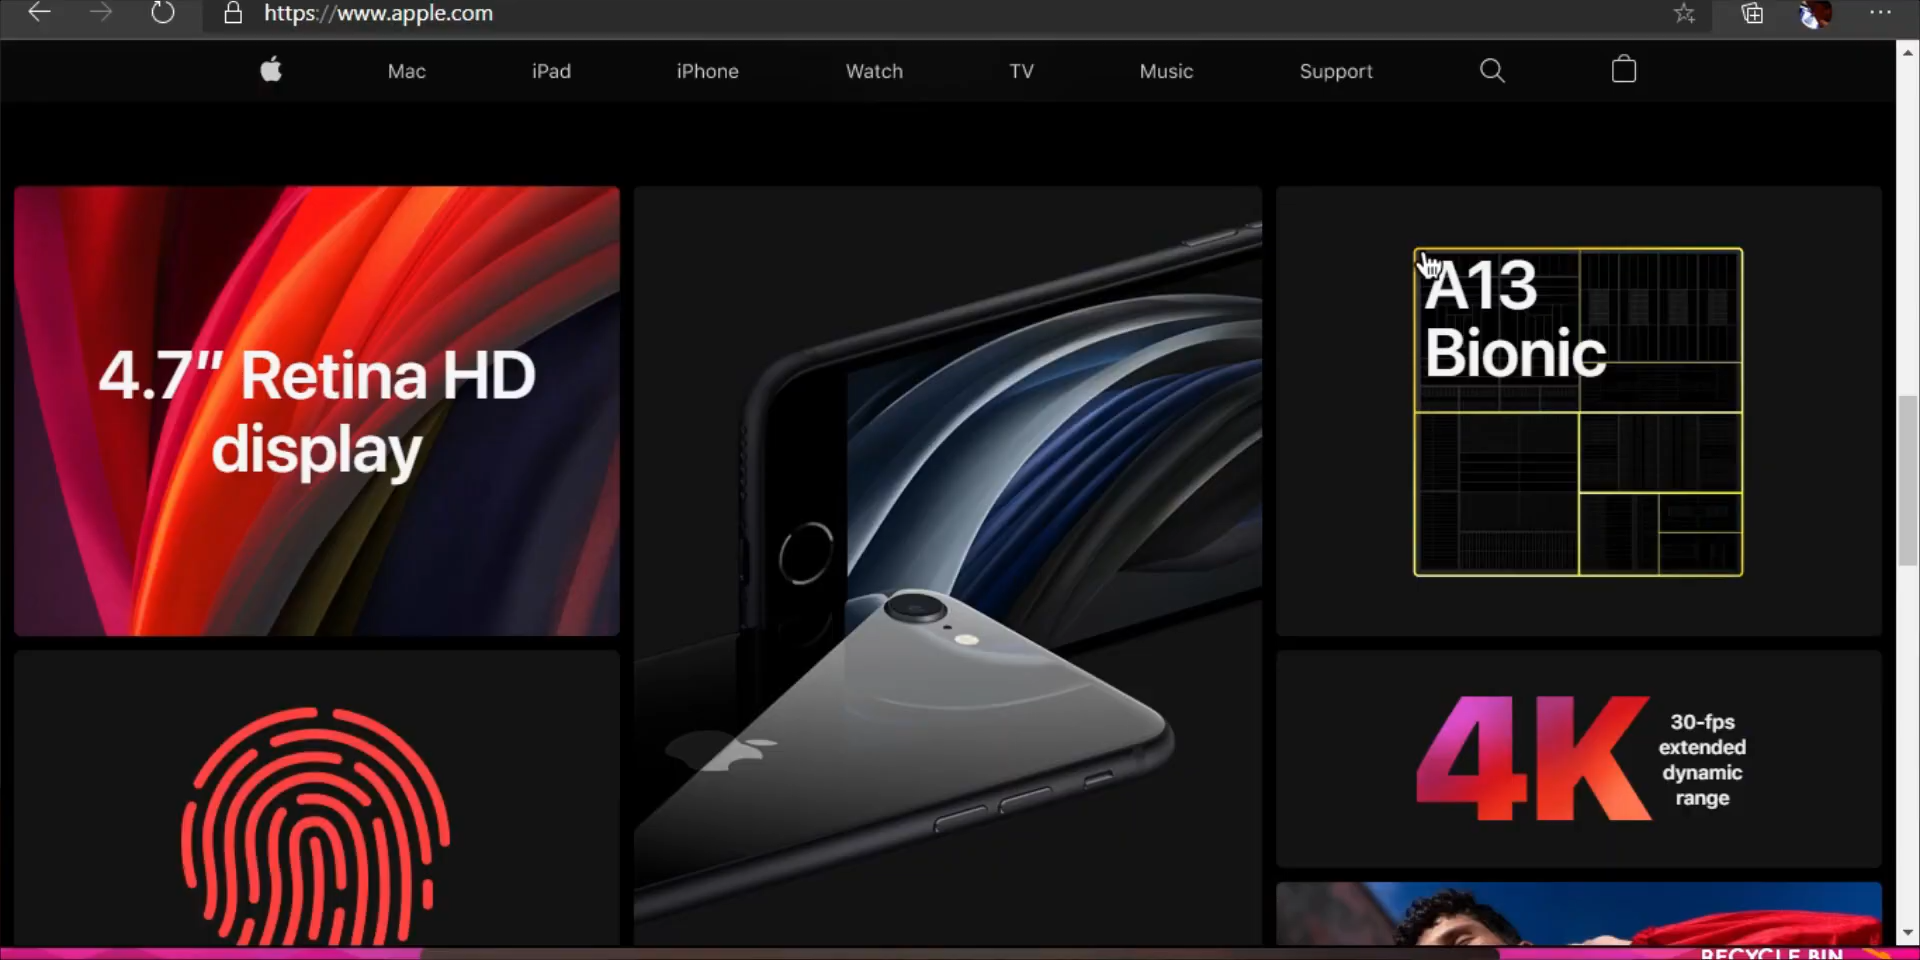 https://www.apple.com
Mac iPad iPhone Watch TV Music Support
4.7" Retina HD
display
A13
Bionic
4K
30-fps
extended
dynamic
range
RECYCLE BIN